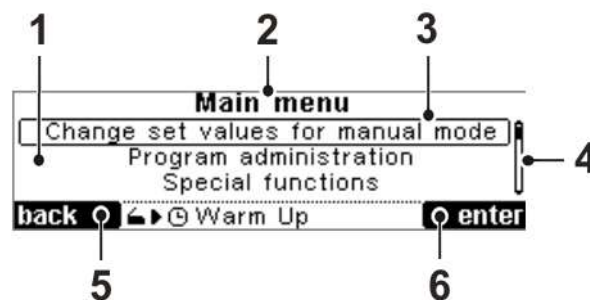 1 2 3
Main menu
Change set values for manual mode
Program administration
4
Special functions
back Warm Up enter
5 6